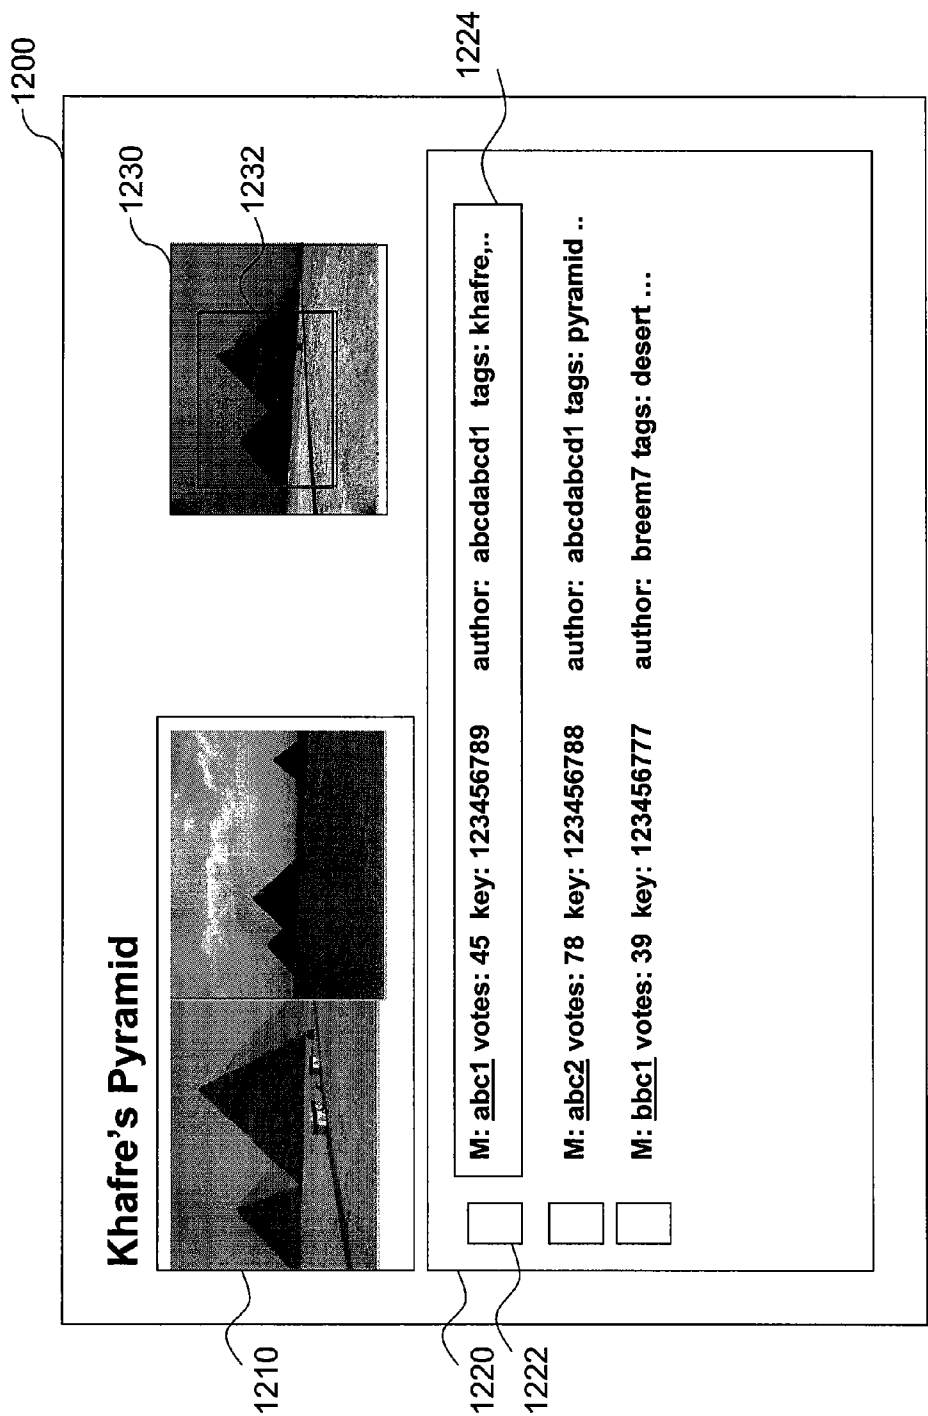 1200
Khafre's Pyramid
1230
1232
1210
1224
M: abc1 votes: 45 key: 123456789 author: abcdabcd1 tags: khafre,..
M: abc2 votes: 78 key: 123456788 author: abcdabcd1 tags: pyramid ..
M: bbc1 votes: 39 key: 123456777 author: breem7 tags: desert ...
1220
1222